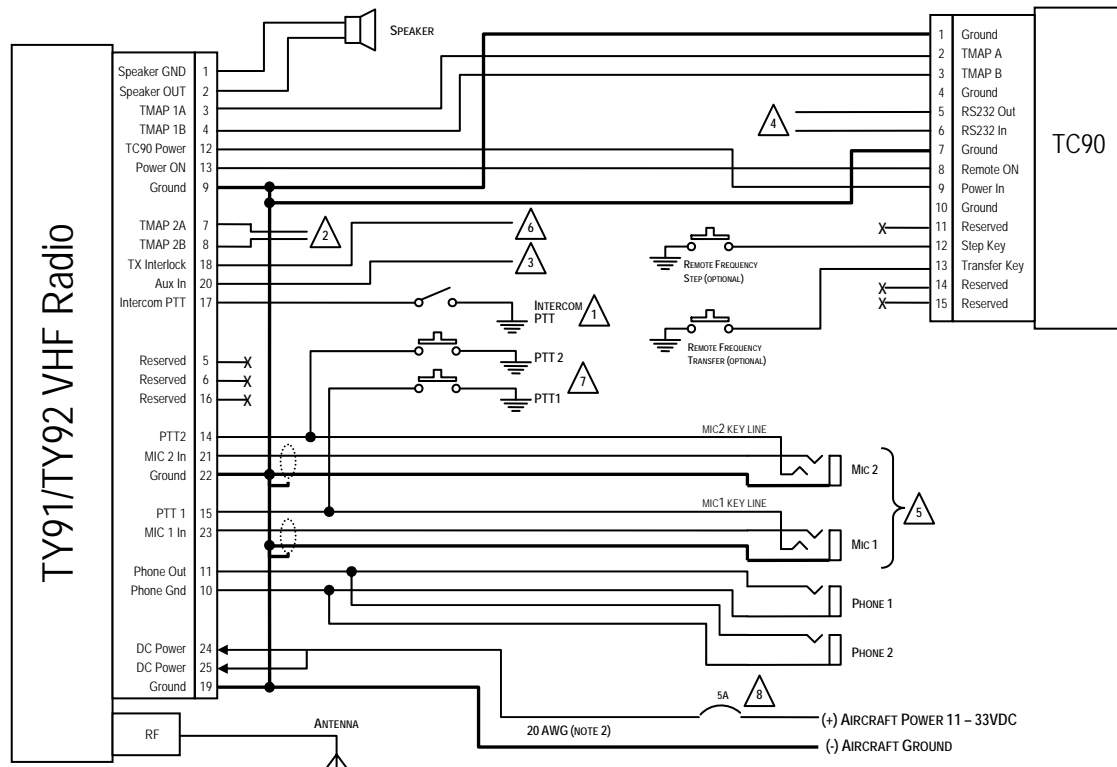 TY91/TY92 VHF Radio
Speaker GND 1
Speaker OUT 2
TMAP 1A 3
TMAP 1B 4
TC90 Power 12
Power ON 13
Ground 9
TMAP 2A 7
TMAP 2B 8
TX Interlock 18
Aux In 20
Intercom PTT 17
Reserved 5 X
Reserved 6 X
Reserved 16 X
PTT2 14
MIC 2 In 21
Ground 22
PTT 1 15
MIC 1 In 23
Phone Out 11
Phone Gnd 10
DC Power 24
DC Power 25
Ground 19
RF
ANTENNA
SPEAKER
2
6
3
INTERCOM
PTT
1
PTT 2
PTT1
7
MIC2 KEY LINE
MIC 2
MIC1 KEY LINE
MIC 1
5
PHONE 1
PHONE 2
5A
8
20 AWG (NOTE 2)
(+) AIRCRAFT POWER 11 – 33VDC
(-) AIRCRAFT GROUND
4
REMOTE FREQUENCY
STEP (OPTIONAL)
REMOTE FREQUENCY
TRANSFER (OPTIONAL)
1 Ground
2 TMAP A
3 TMAP B
4 Ground
5 RS232 Out
6 RS232 In
7 Ground
8 Remote ON
9 Power In
10 Ground
X 11 Reserved
12 Step Key
13 Transfer Key
X 14 Reserved
X 15 Reserved
TC90